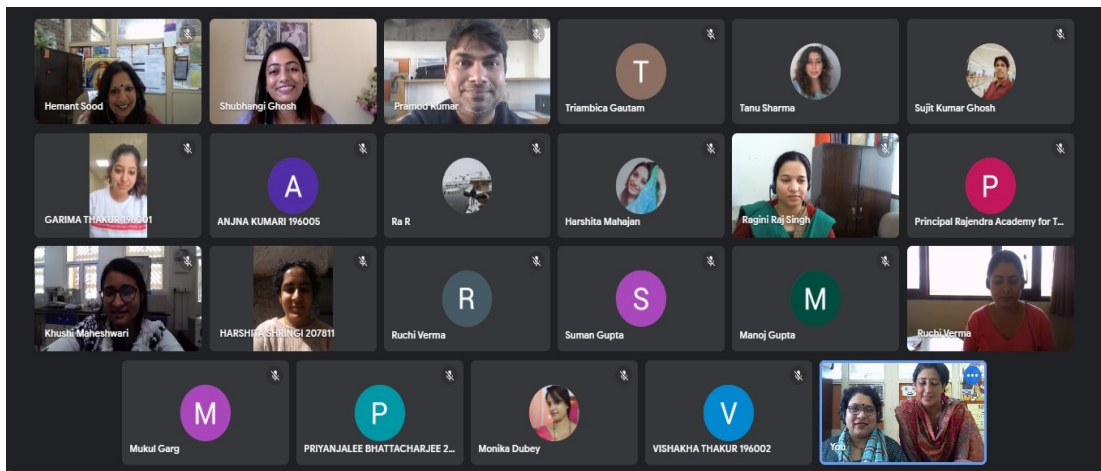 Hemant Sood
Shubhangi Ghosh
Pramod Kumar
T
Triambica Gautam
Tanu Sharma
Sujit Kumar Ghosh
GARIMA THAKUR 196001
A
ANJNA KUMARI 196005
Ra R
Harshita Mahajan
Ragini Raj Singh
P
Principal Rajendra Academy for T...
Khushi Maheshwari
HARSHITA SHRINGI 207811
R
Ruchi Verma
S
Suman Gupta
M
Manoj Gupta
Ruchi Verma
M
Mukul Garg
P
PRIYANJALEE BHATTACHARJEE 2...
Monika Dubey
V
VISHAKHA THAKUR 196002
You